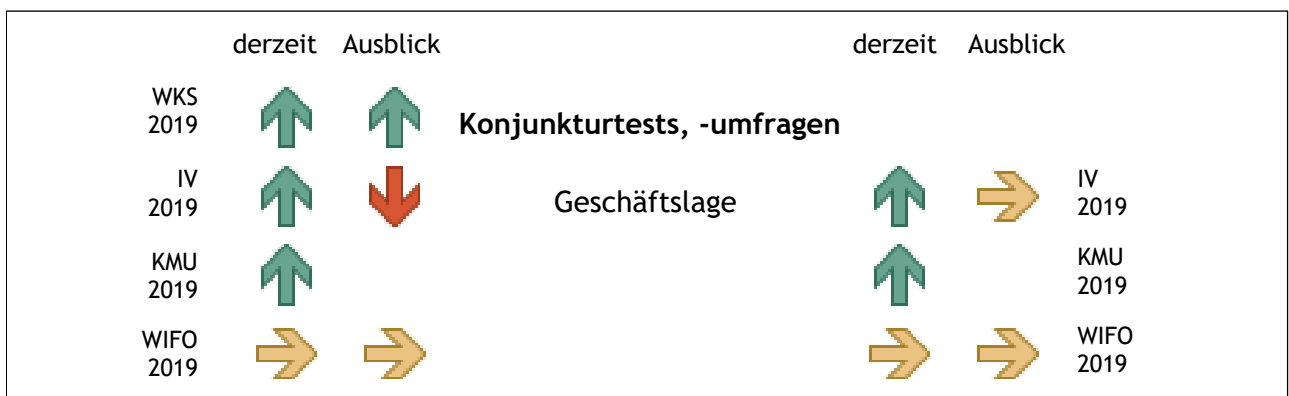 derzeit Ausblick derzeit Ausblick
WKS
2019
Konjunkturtests, -umfragen
IV
2019
Geschäftslage
IV
2019
KMU
2019
KMU
2019
WIFO
2019
WIFO
2019